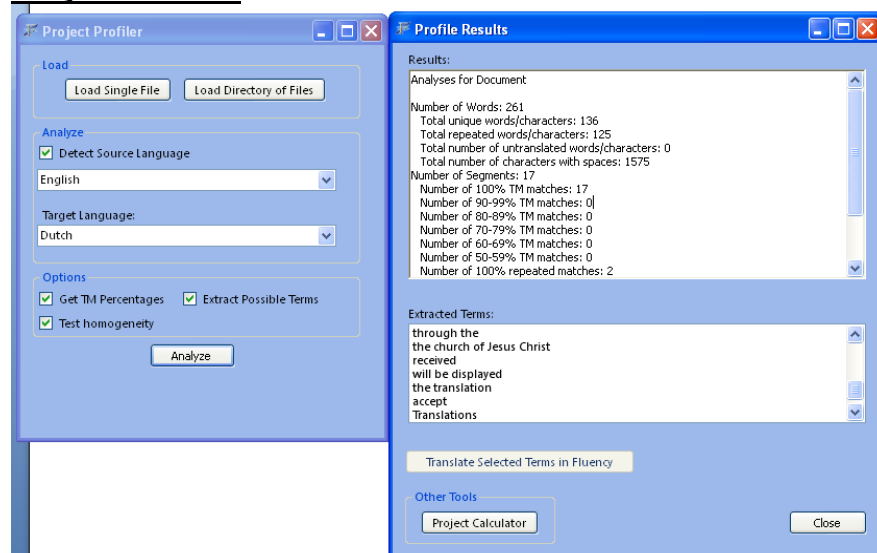 Project Profiler
Load
Load Single File
Load Directory of Files
Analyze
Detect Source Language
English
Target Language:
Dutch
Options
Get TM Percentages
Extract Possible Terms
Test homogeneity
Analyze
Profile Results
Results:
Analyses for Document
Number of Words: 261
Total unique words/characters: 136
Total repeated words/characters: 125
Total number of untranslated words/characters: 0
Total number of characters with spaces: 1575
Number of Segments: 17
Number of 100% TM matches: 17
Number of 90-99% TM matches: 0
Number of 80-89% TM matches: 0
Number of 70-79% TM matches: 0
Number of 60-69% TM matches: 0
Number of 50-59% TM matches: 0
Number of 100% repeated matches: 2
Extracted Terms:
through the
the church of Jesus Christ
received
will be displayed
the translation
accept
Translations
Translate Selected Terms in Fluency
Other Tools
Project Calculator
Close